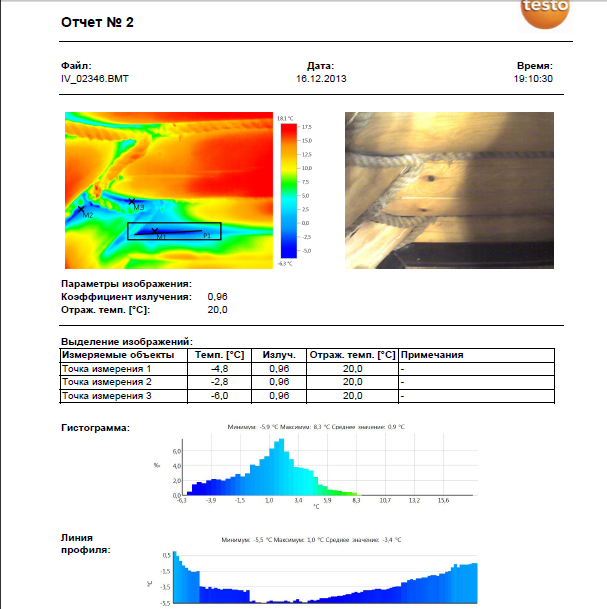 testo
Отчет № 2
Файл: Дата: Время:
IV_02346.BMT 16.12.2013 19:10:30
18,1 °C
17,5
15,0
12,5
10,0
7,5
5,0
2,5
0,0
-2,5
-5,0
-6,3 °C
M2
M3
M1
P1
Параметры изображения:
Коэффициент излучения: 0,96
Отраж. темп. [°C]: 20,0
Выделение изображений:
Измеряемые объекты Темп. [°C] Излуч. Отраж. темп. [°C] Примечания
Точка измерения 1 -4,8 0,96 20,0 -
Точка измерения 2 -2,8 0,96 20,0 -
Точка измерения 3 -6,0 0,96 20,0 -
Гистограмма:
Минимум: -5,9 °C Максимум: 8,3 °C Среднее значение: 0,9 °C
6,0
4,0
2,0
0,0
%
-6,3 -3,9 -1,5 1,0 3,4 5,9 8,3 10,7 13,2 15,6
°C
Линия
профиля:
Минимум: -5,5 °C Максимум: 1,0 °C Среднее значение: -3,4 °C
0,5
-1,5
-3,5
-5,5
°C